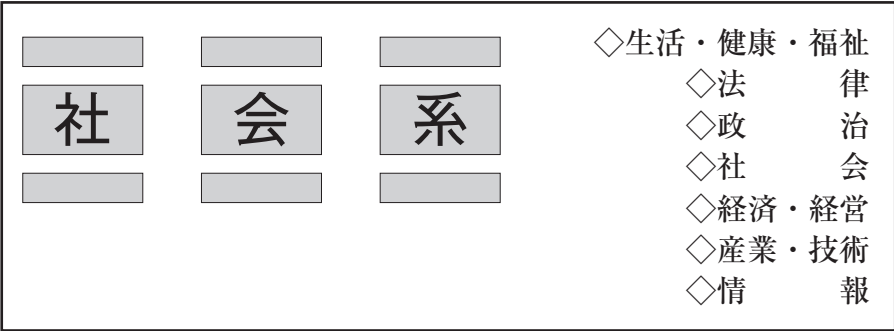 社会系
◇生活・健康・福祉
◇法　　　律
◇政　　　治
◇社　　　会
◇経済・経営
◇産業・技術
◇情　　　報